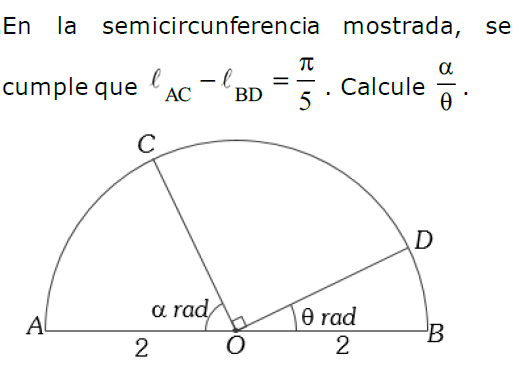 En la semicircunferencia mostrada, se
cumple que ℓ AC − ℓ BD = π/5 . Calcule α/θ .
C
D
α rad
θ rad
A
B
2
O
2